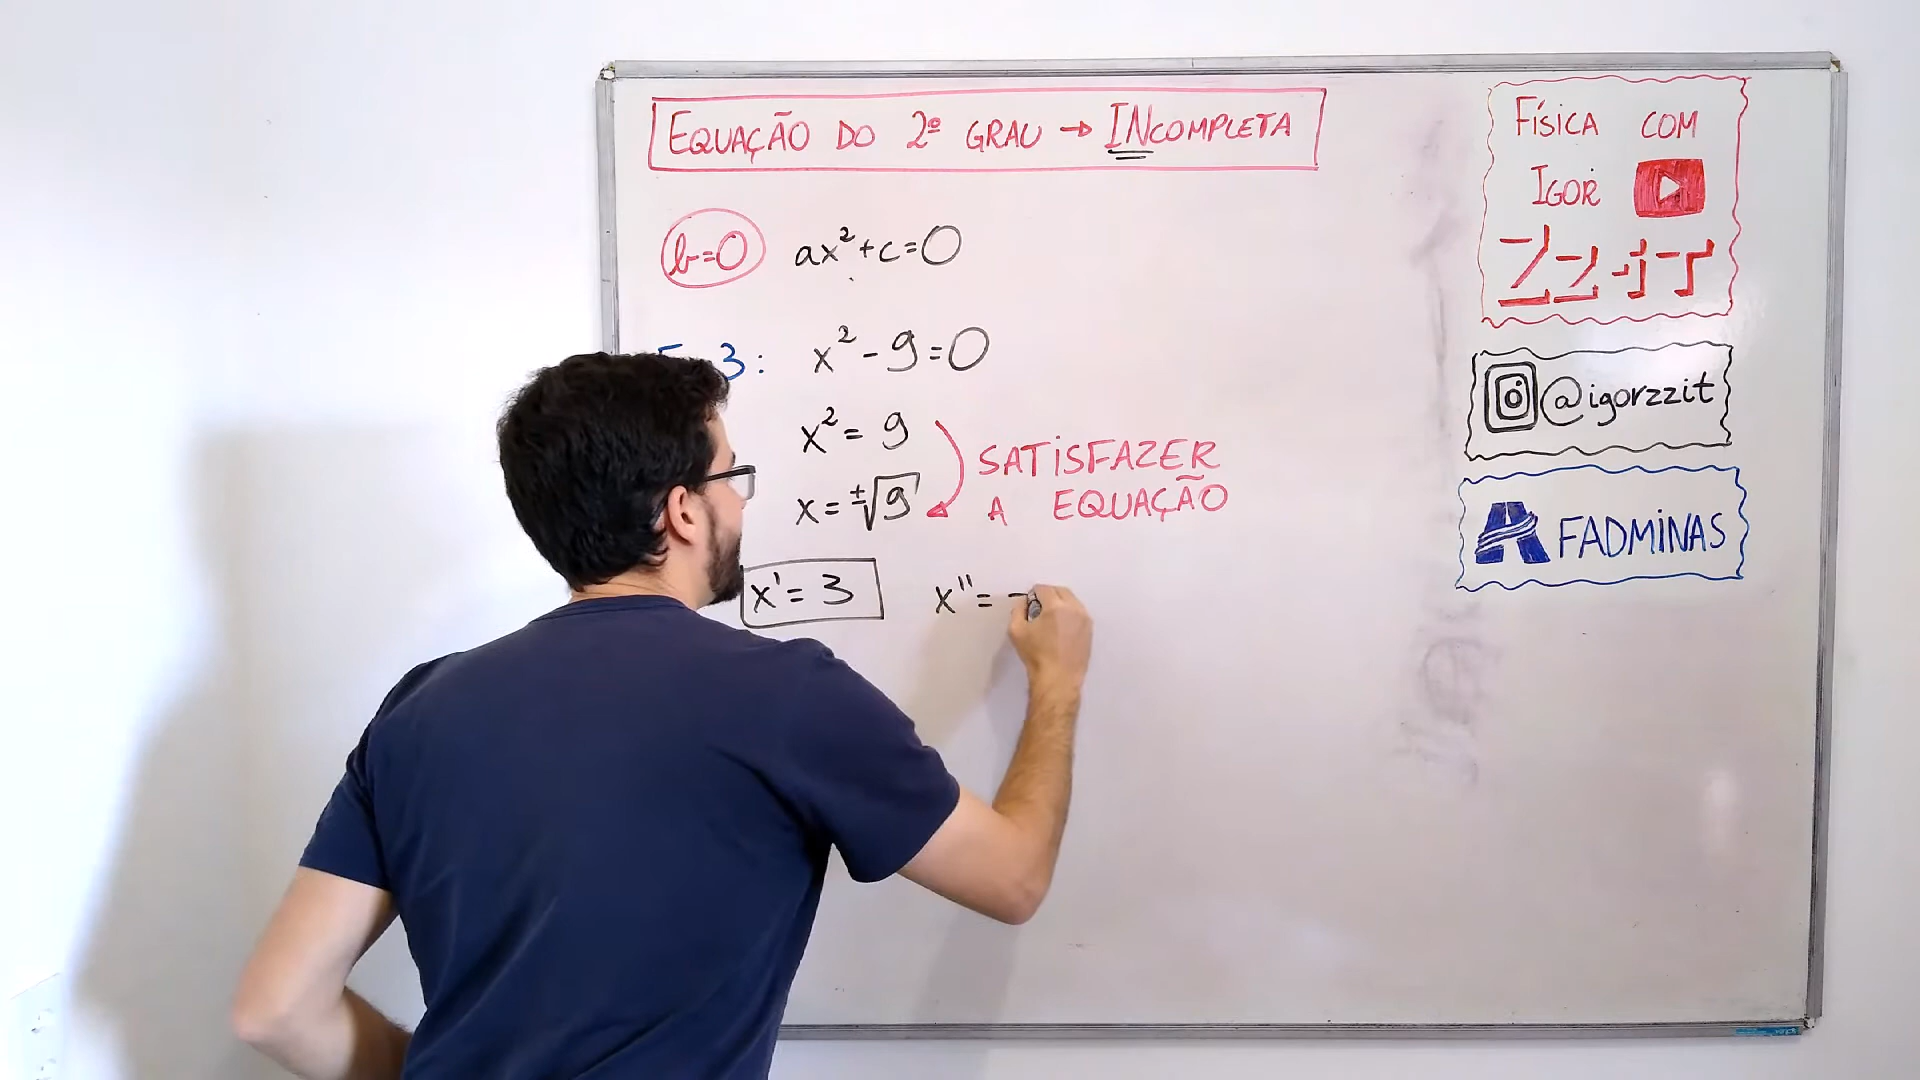 EQUAÇÃO DO 2º GRAU → INCOMPLETA
b=0 ax²+c=0
3: x²-9=0
x²=9
x=±√9
SATISFAZER
A EQUAÇÃO
x'=3 x''=-
FÍSICA COM
IGOR
@igorzzit
FADMINAS